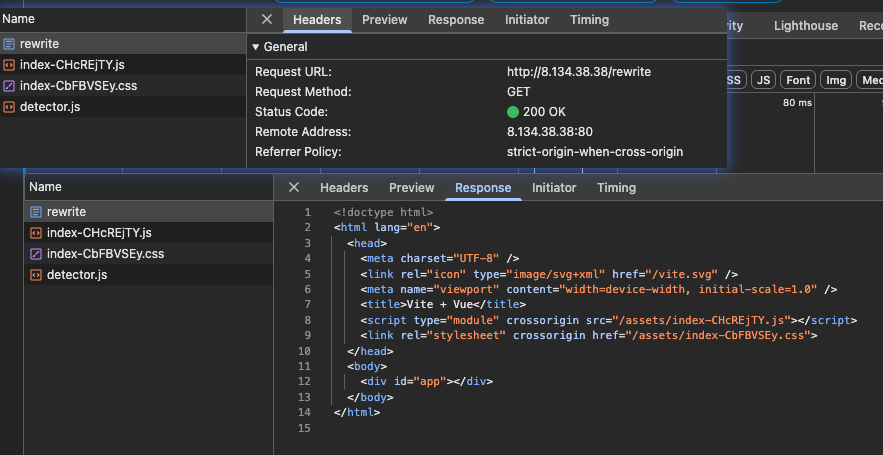 Name
rewrite
index-CHcREjTY.js
index-CbFBVSEy.css
detector.js
Headers Preview Response Initiator Timing
General
Request URL: http://8.134.38.38/rewrite
Request Method: GET
Status Code: 200 OK
Remote Address: 8.134.38.38:80
Referrer Policy: strict-origin-when-cross-origin
ity Lighthouse Reco
SS JS Font Img Med
80 ms
Name
rewrite
index-CHcREjTY.js
index-CbFBVSEy.css
detector.js
Headers Preview Response Initiator Timing
1 <!doctype html>
2 <html lang="en">
3 <head>
4 <meta charset="UTF-8" />
5 <link rel="icon" type="image/svg+xml" href="/vite.svg" />
6 <meta name="viewport" content="width=device-width, initial-scale=1.0" />
7 <title>Vite + Vue</title>
8 <script type="module" crossorigin src="/assets/index-CHcREjTY.js"></script>
9 <link rel="stylesheet" crossorigin href="/assets/index-CbFBVSEy.css">
10 </head>
11 <body>
12 <div id="app"></div>
13 </body>
14 </html>
15